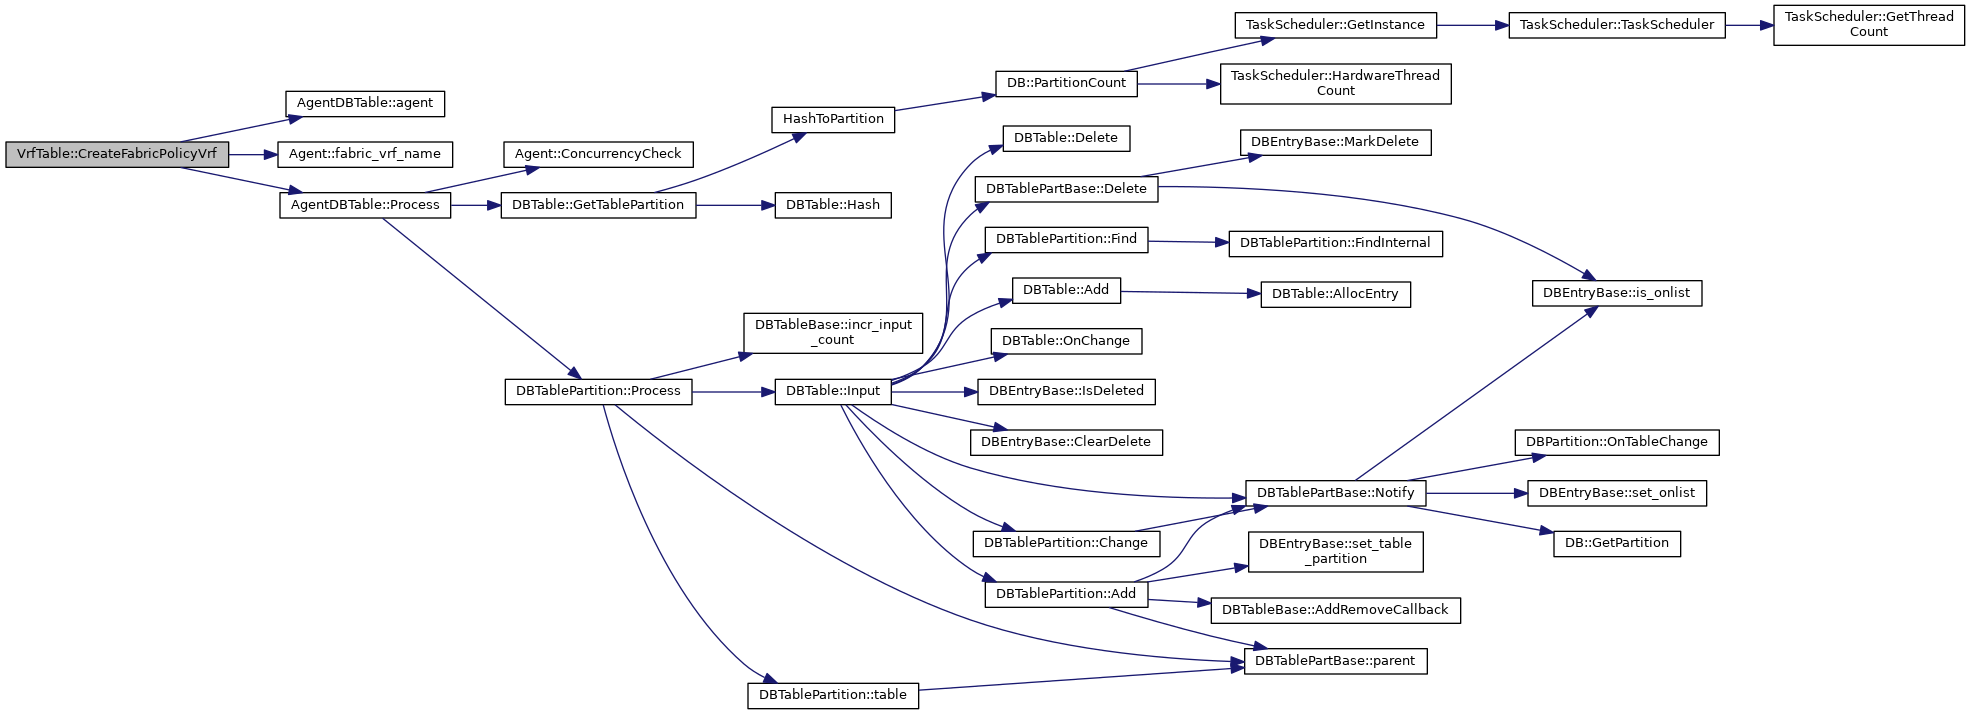 VrfTable::CreateFabricPolicyVrf
AgentDBTable::agent
Agent::fabric_vrf_name
AgentDBTable::Process
Agent::ConcurrencyCheck
DBTable::GetTablePartition
DBTablePartition::Process
HashToPartition
DBTable::Hash
DBTableBase::incr_input
_count
DBTable::Input
DBTablePartition::table
DB::PartitionCount
DBTable::Delete
DBTablePartBase::Delete
DBTablePartition::Find
DBTable::Add
DBTable::OnChange
DBEntryBase::IsDeleted
DBEntryBase::ClearDelete
DBTablePartition::Change
DBTablePartition::Add
TaskScheduler::GetInstance
TaskScheduler::HardwareThread
Count
DBEntryBase::MarkDelete
DBTablePartition::FindInternal
DBTable::AllocEntry
DBTablePartBase::Notify
DBEntryBase::set_table
_partition
DBTableBase::AddRemoveCallback
DBTablePartBase::parent
TaskScheduler::TaskScheduler
DBEntryBase::is_onlist
DBPartition::OnTableChange
DBEntryBase::set_onlist
DB::GetPartition
TaskScheduler::GetThread
Count